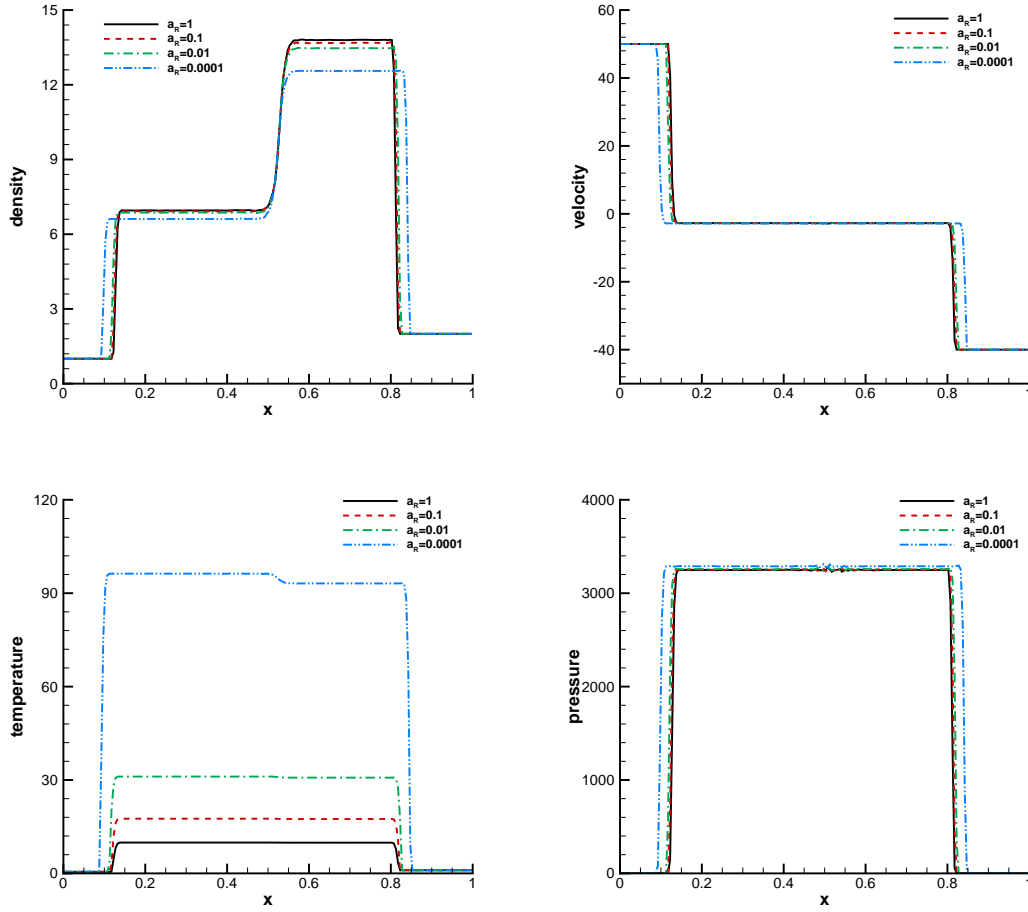 15
12
9
6
3
0
density
0
0.2
0.4
0.6
0.8
1
x
a_R=1
a_R=0.1
a_R=0.01
a_R=0.0001
60
40
20
0
-20
-40
velocity
0
0.2
0.4
0.6
0.8
1
x
a_R=1
a_R=0.1
a_R=0.01
a_R=0.0001
120
90
60
30
0
temperature
0
0.2
0.4
0.6
0.8
1
x
a_R=1
a_R=0.1
a_R=0.01
a_R=0.0001
4000
3000
2000
1000
0
pressure
0
0.2
0.4
0.6
0.8
1
x
a_R=1
a_R=0.1
a_R=0.01
a_R=0.0001